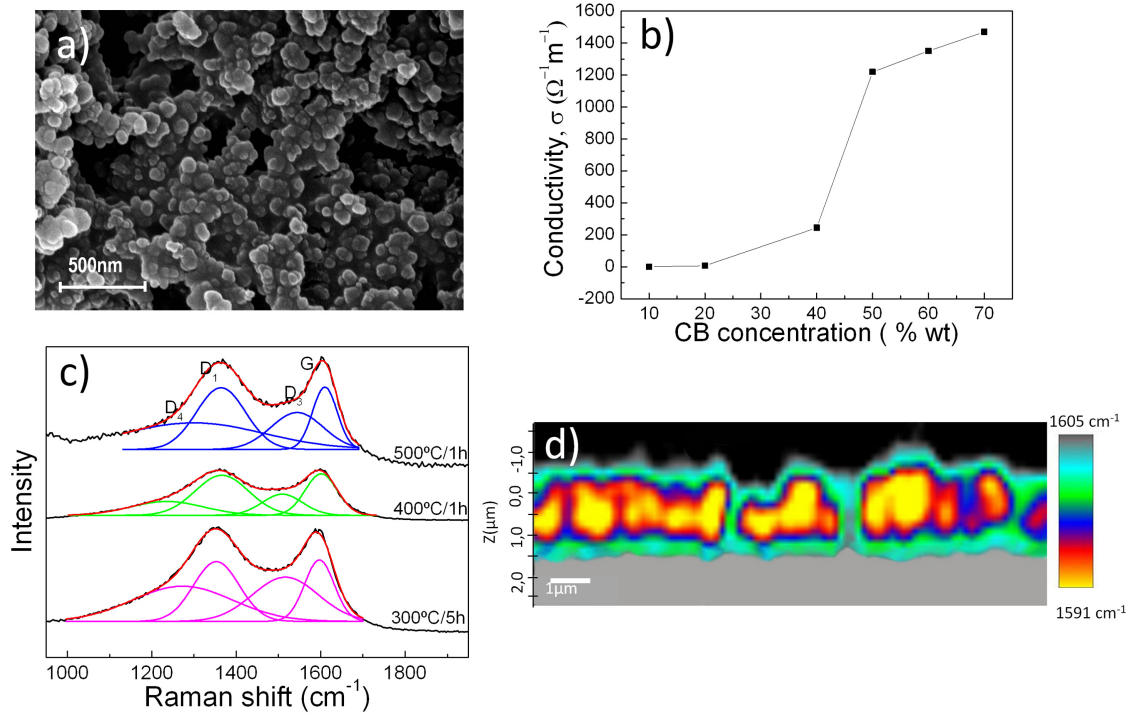 a)
500nm
b)
1600
1400
1200
1000
800
600
400
200
0
-200
Conductivity, σ (Ω⁻¹m⁻¹)
10 20 30 40 50 60 70
CB concentration ( % wt)
c)
D₄
D₁
D₃
G
500ºC/1h
400ºC/1h
300ºC/5h
Intensity
1000 1200 1400 1600 1800
Raman shift (cm⁻¹)
d)
-1,0
0.0
0.0
1,0
2,0
Z(µm)
1µm
1605 cm⁻¹
1591 cm⁻¹